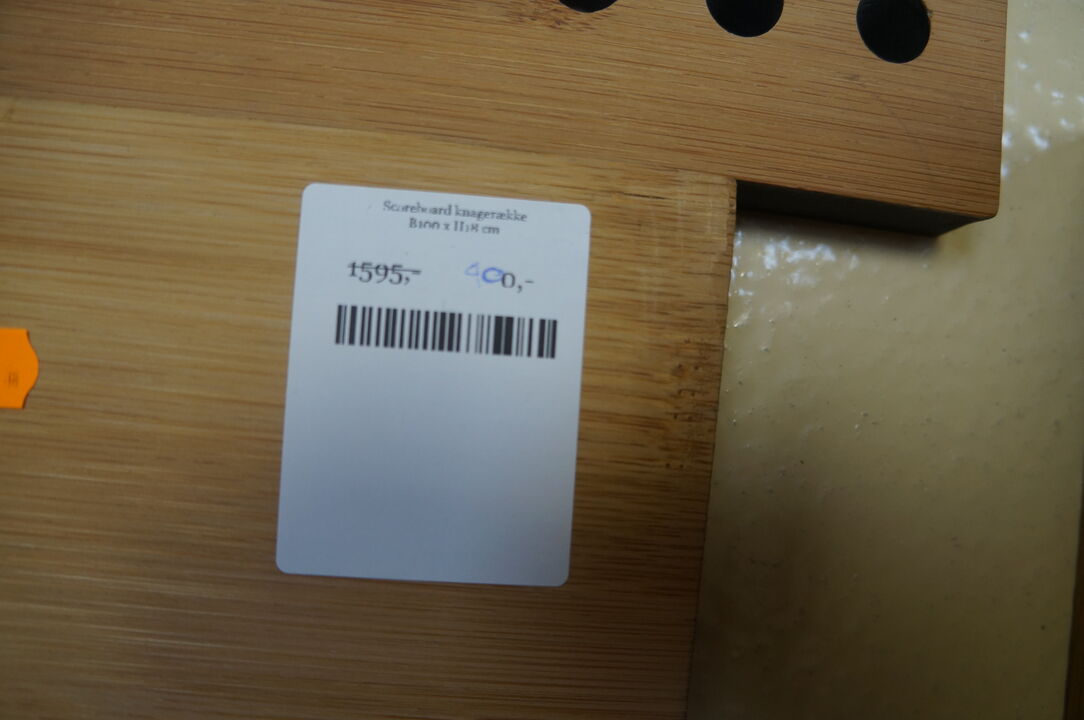 Scoreboard knagerække
B100 x H18 cm
1595,- 400,-